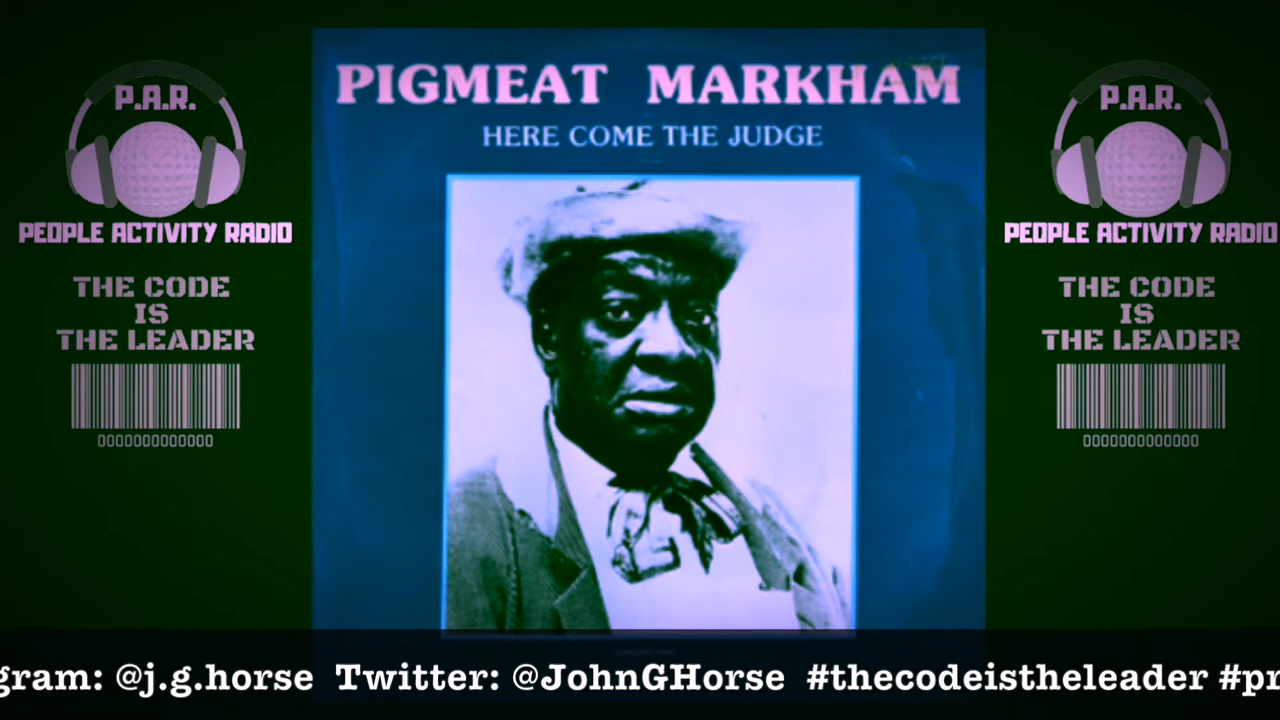 P.A.R.
PEOPLE ACTIVITY RADIO
THE CODE
IS
THE LEADER
0000000000000
PIGMEAT MARKHAM
HERE COME THE JUDGE
P.A.R.
PEOPLE ACTIVITY RADIO
THE CODE
IS
THE LEADER
0000000000000
gram: @j.g.horse Twitter: @JohnGHorse #thecodeistheleader #pr